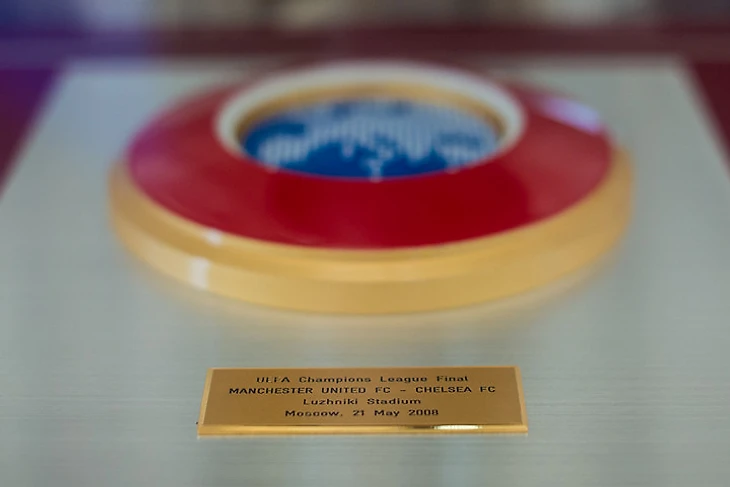 UEFA Champions League Final
MANCHESTER UNITED FC - CHELSEA FC
Luzhniki Stadium
Moscow, 21 May 2008